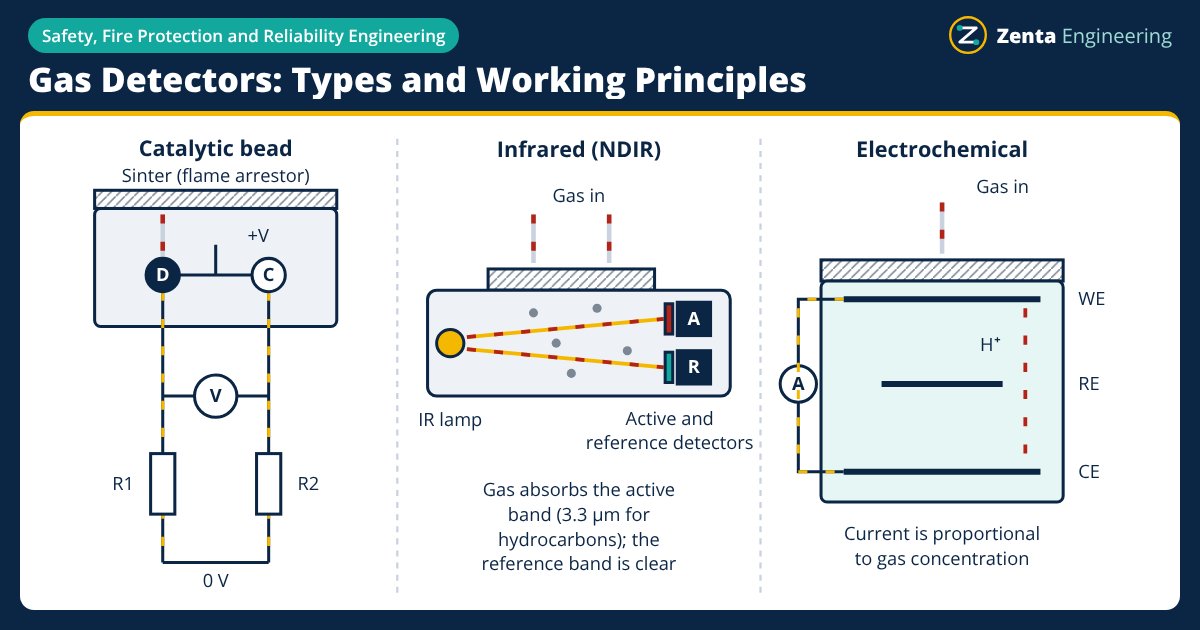 Safety, Fire Protection and Reliability Engineering
Zenta Engineering
Gas Detectors: Types and Working Principles
Catalytic bead
Sinter (flame arrestor)
+V
D
C
V
R1
R2
0 V
Infrared (NDIR)
Gas in
A
R
IR lamp
Active and
reference detectors
Gas absorbs the active
band (3.3 µm for
hydrocarbons); the
reference band is clear
Electrochemical
Gas in
WE
H⁺
RE
A
CE
Current is proportional
to gas concentration